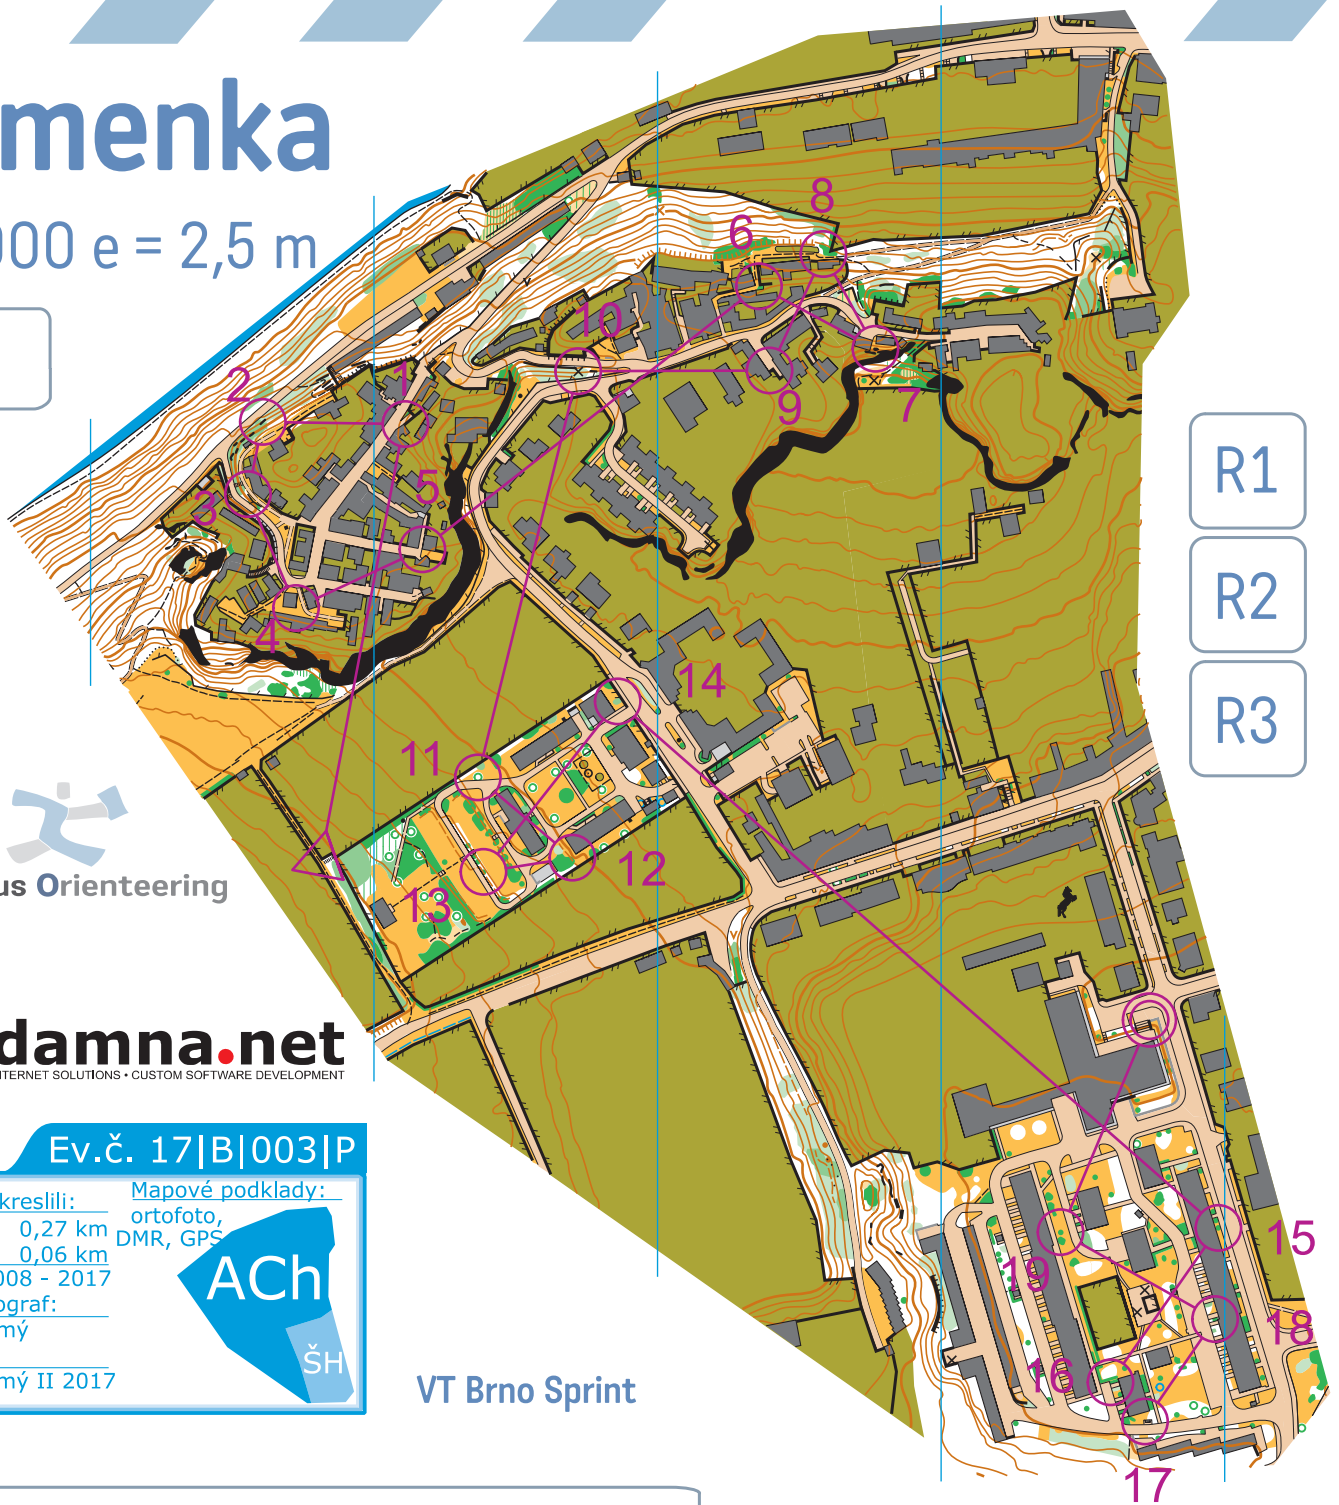 menka
000 e = 2,5 m
8
6
10
1
2
9
7
5
3
4
R1
R2
R3
14
11
12
13
us Orienteering
damna.net
INTERNET SOLUTIONS • CUSTOM SOFTWARE DEVELOPMENT
Ev.č. 17|B|003|P
kreslili:
0,27 km
0,06 km
008 - 2017
ograf:
mý
mý II 2017
Mapové podklady:
ortofoto,
DMR, GPS
ACh
ŠH
VT Brno Sprint
15
19
18
16
17